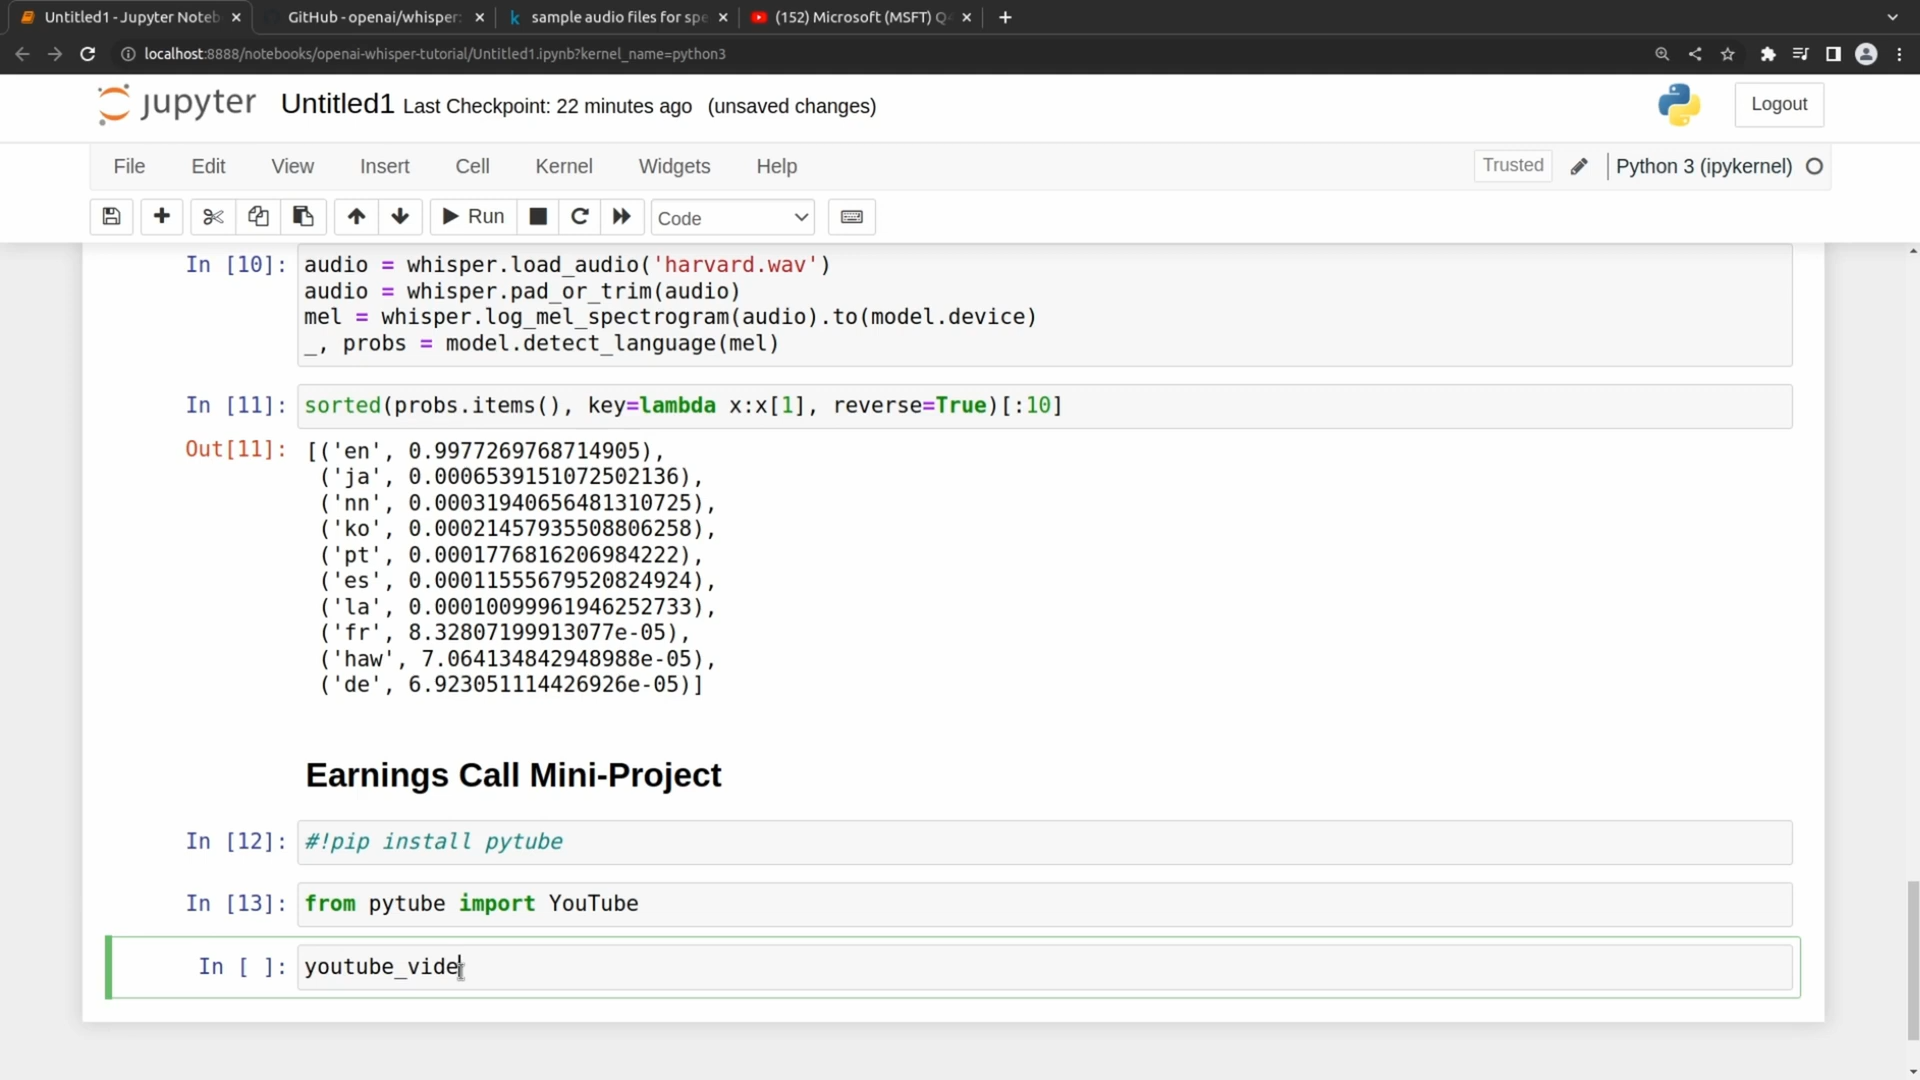 Untitled1 - Jupyter Noteb
GitHub - openai/whisper:
sample audio files for spe
(152) Microsoft (MSFT) Q
localhost:8888/notebooks/openai-whisper-tutorial/Untitled1.ipynb?kernel_name=python3
jupyter Untitled1 Last Checkpoint: 22 minutes ago (unsaved changes)
Logout
File Edit View Insert Cell Kernel Widgets Help
Trusted Python 3 (ipykernel)
Run Code
In [10]: audio = whisper.load_audio('harvard.wav')
audio = whisper.pad_or_trim(audio)
mel = whisper.log_mel_spectrogram(audio).to(model.device)
_, probs = model.detect_language(mel)
In [11]: sorted(probs.items(), key=lambda x:x[1], reverse=True)[:10]
Out[11]: [('en', 0.9977269768714905),
('ja', 0.0006539151072502136),
('nn', 0.00031940656481310725),
('ko', 0.00021457935508806258),
('pt', 0.0001776816206984222),
('es', 0.00011555679520824924),
('la', 0.00010099961946252733),
('fr', 8.32807199913077e-05),
('haw', 7.064134842948988e-05),
('de', 6.923051114426926e-05)]
Earnings Call Mini-Project
In [12]: #!pip install pytube
In [13]: from pytube import YouTube
In [ ]: youtube_vide